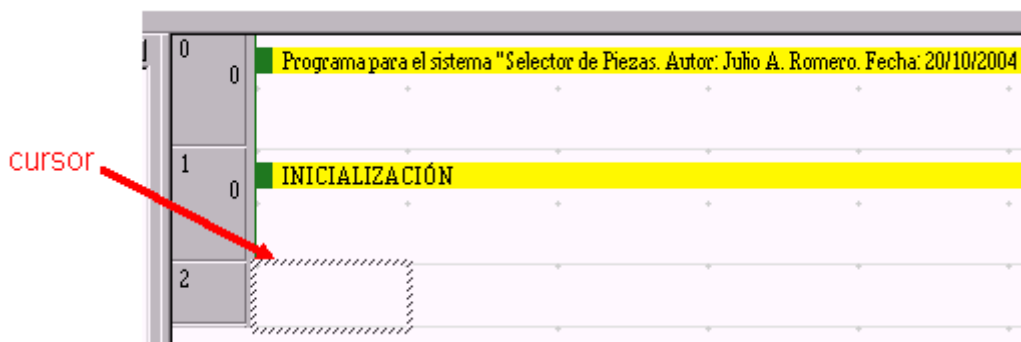 0
0
Programa para el sistema "Selector de Piezas. Autor: Julio A. Romero. Fecha: 20/10/2004
cursor
1
0
INICIALIZACIÓN
2